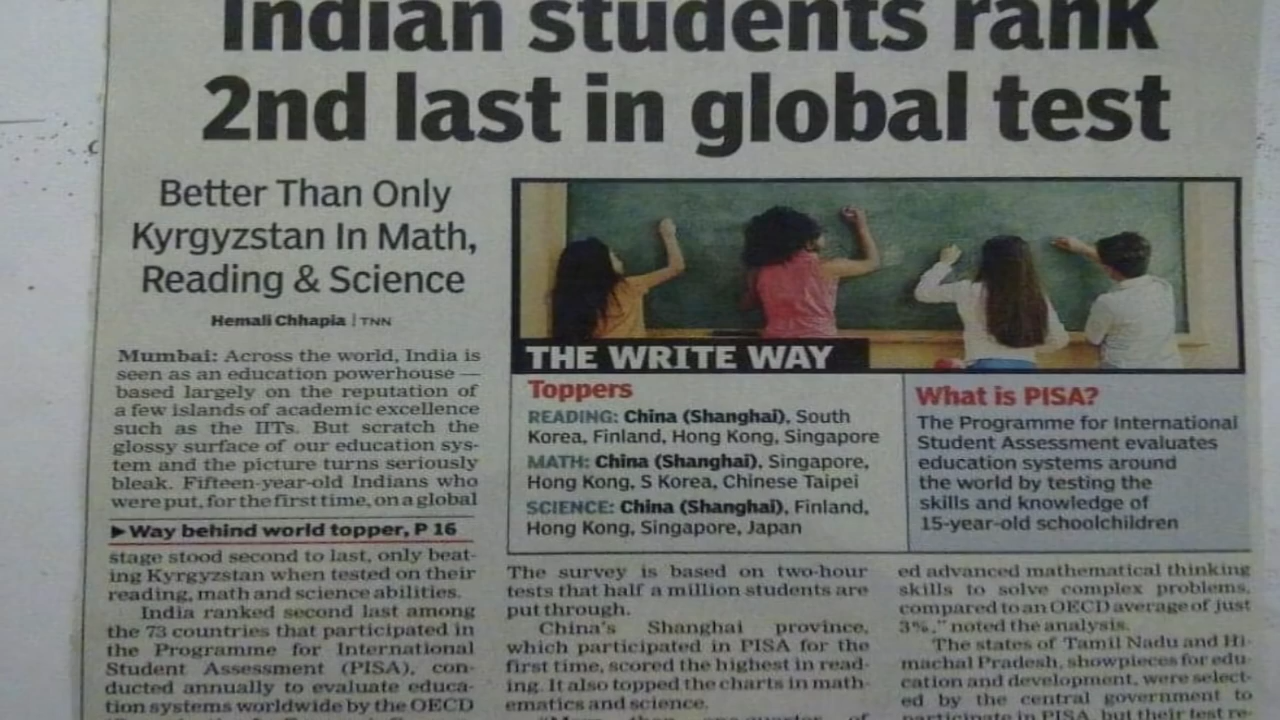 Indian students rank
2nd last in global test
Better Than Only
Kyrgyzstan In Math,
Reading & Science
Hemali Chhapia | TNN
Mumbai: Across the world, India is
seen as an education powerhouse —
based largely on the reputation of
a few islands of academic excellence
such as the IITs. But scratch the
glossy surface of our education sys-
tem and the picture turns seriously
bleak. Fifteen-year-old Indians who
were put, for the first time, on a global
▶ Way behind world topper, P 16
stage stood second to last, only beat-
ing Kyrgyzstan when tested on their
reading, math and science abilities.
India ranked second last among
the 73 countries that participated in
the Programme for International
Student Assessment (PISA), con-
ducted annually to evaluate educa-
tion systems worldwide by the OECD
THE WRITE WAY
Toppers
READING: China (Shanghai), South
Korea, Finland, Hong Kong, Singapore
MATH: China (Shanghai), Singapore,
Hong Kong, S Korea, Chinese Taipei
SCIENCE: China (Shanghai), Finland,
Hong Kong, Singapore, Japan
What is PISA?
The Programme for International
Student Assessment evaluates
education systems around
the world by testing the
skills and knowledge of
15-year-old schoolchildren
The survey is based on two-hour
tests that half a million students are
put through.
China's Shanghai province,
which participated in PISA for the
first time, scored the highest in read-
ing. It also topped the charts in math-
ematics and science.
"More than one-quarter of
ed advanced mathematical thinking
skills to solve complex problems,
compared to an OECD average of just
3%," noted the analysis.
The states of Tamil Nadu and Hi-
machal Pradesh, showpieces for edu-
cation and development, were select-
ed by the central government to
participate in PISA, but their test re-